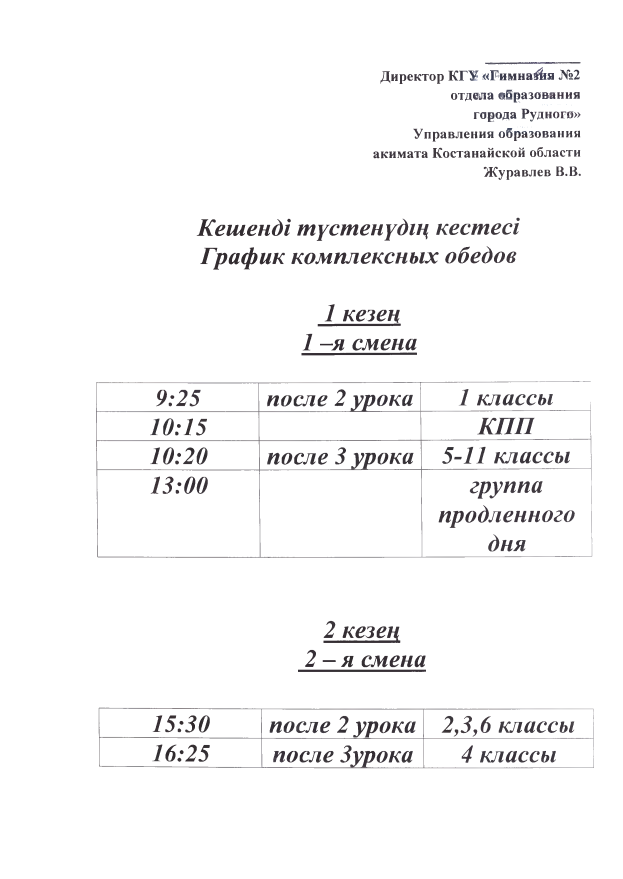 Директор КГУ «Гимназия №2
отдела образования
города Рудного»
Управления образования
акимата Костанайской области
Журавлев В.В.
Кешенді түстенүдің кестесі
График комплексных обедов
1 кезең
1 –я смена
9:25 после 2 урока 1 классы
10:15 КПП
10:20 после 3 урока 5-11 классы
13:00 группа
продленного
дня
2 кезең
2 – я смена
15:30 после 2 урока 2,3,6 классы
16:25 после 3урока 4 классы